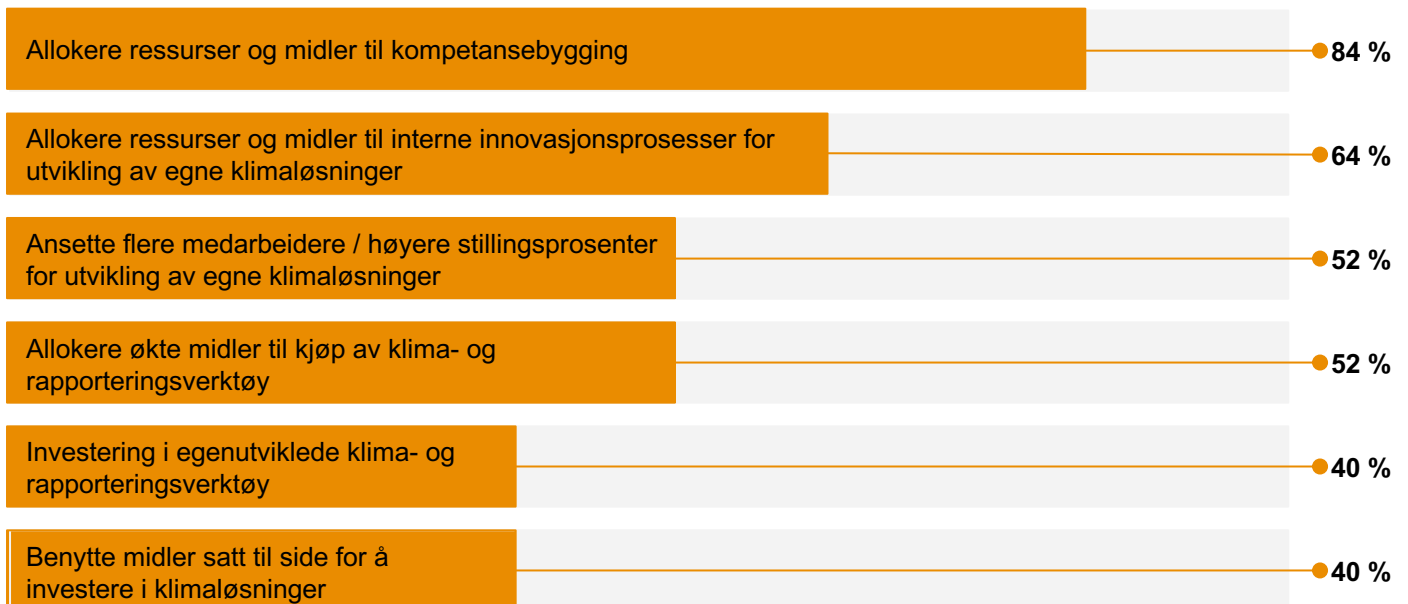 Allokere ressurser og midler til kompetansebygging
84 %
Allokere ressurser og midler til interne innovasjonsprosesser for
utvikling av egne klimaløsninger
64 %
Ansette flere medarbeidere / høyere stillingsprosenter
for utvikling av egne klimaløsninger
52 %
Allokere økte midler til kjøp av klima- og
rapporteringsverktøy
52 %
Investering i egenutviklede klima- og
rapporteringsverktøy
40 %
Benytte midler satt til side for å
investere i klimaløsninger
40 %